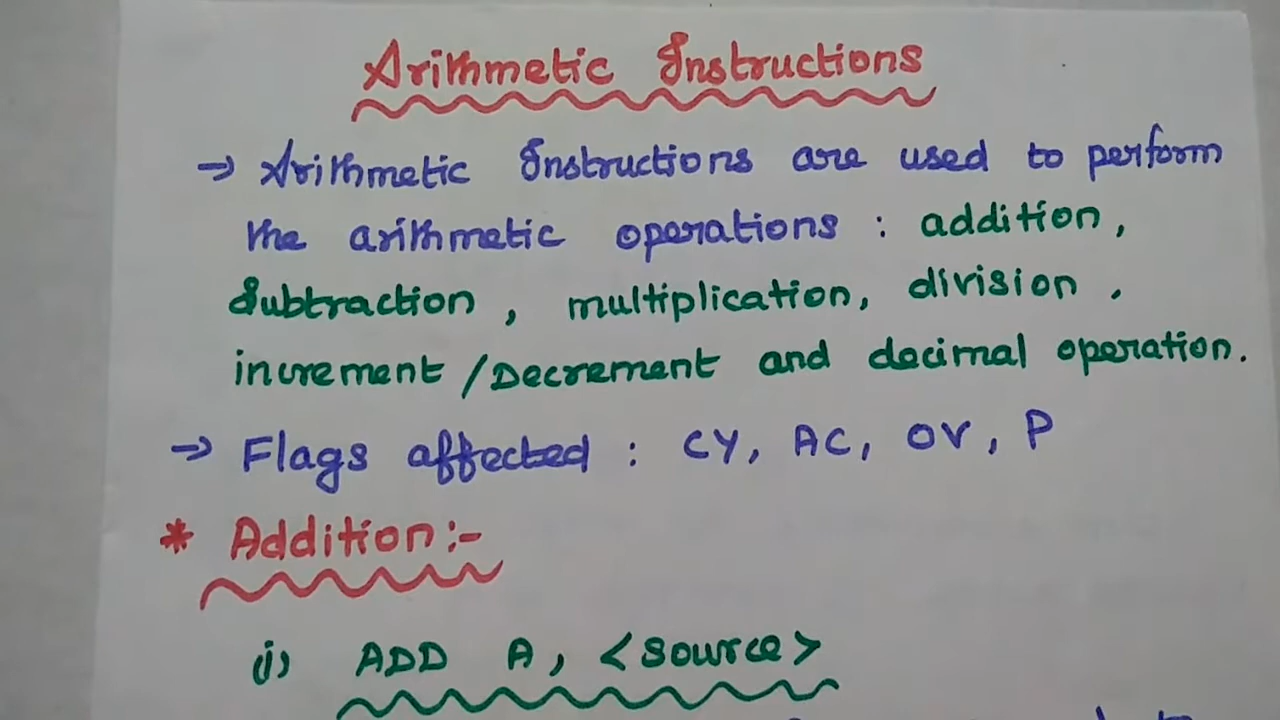 Arithmetic Instructions
→ Arithmetic Instructions are used to perform
the arithmetic operations : addition,
Subtraction, multiplication, division,
increment/Decrement and decimal operation.
→ Flags affected : CY, AC, OV, P
* Addition:-
(i) ADD A, <source>